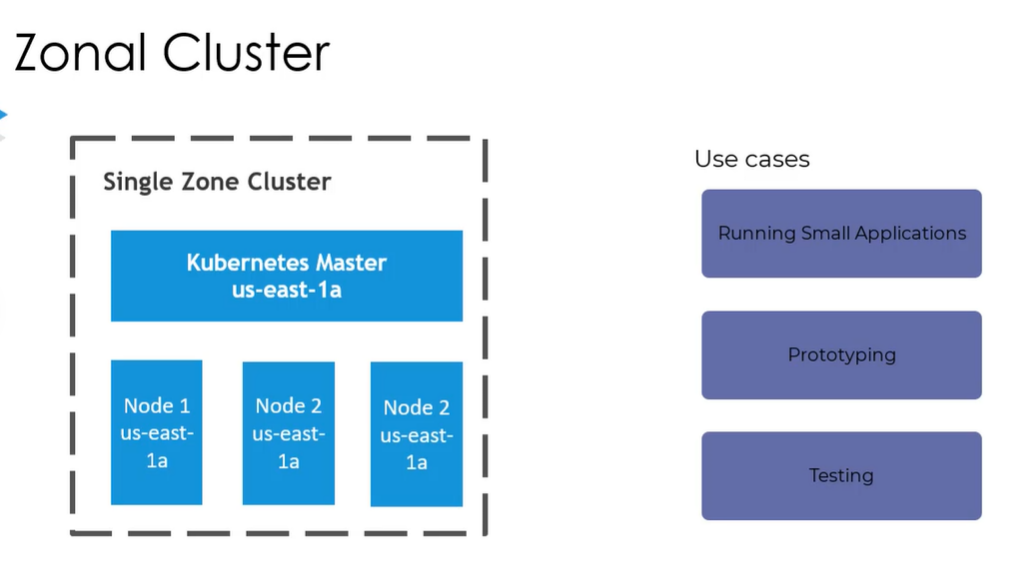 Zonal Cluster
Single Zone Cluster
Kubernetes Master
us-east-1a
Node 1
us-east-
1a
Node 2
us-east-
1a
Node 2
us-east-
1a
Use cases
Running Small Applications
Prototyping
Testing